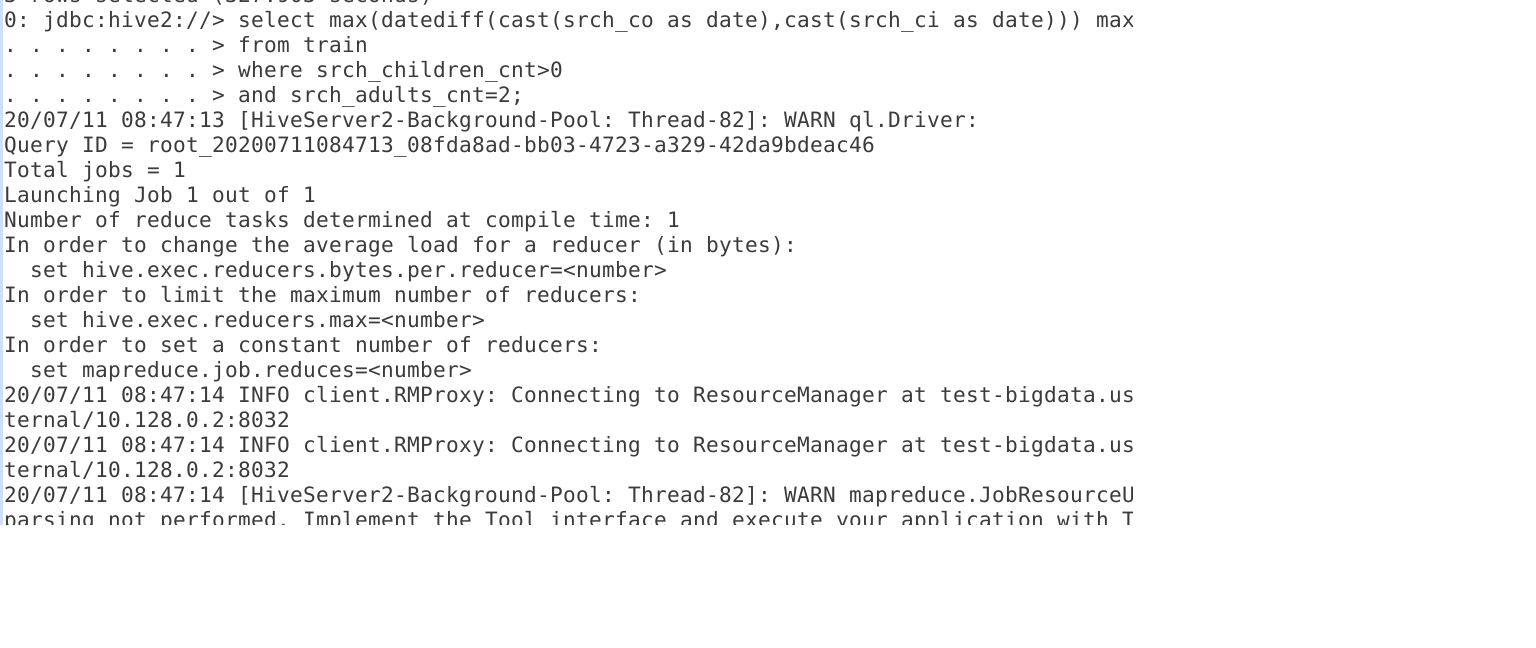 3 rows selected (327.903 seconds)
0: jdbc:hive2://> select max(datediff(cast(srch_co as date),cast(srch_ci as date))) max
. . . . . . . . > from train
. . . . . . . . > where srch_children_cnt>0
. . . . . . . . > and srch_adults_cnt=2;
20/07/11 08:47:13 [HiveServer2-Background-Pool: Thread-82]: WARN ql.Driver:
Query ID = root_20200711084713_08fda8ad-bb03-4723-a329-42da9bdeac46
Total jobs = 1
Launching Job 1 out of 1
Number of reduce tasks determined at compile time: 1
In order to change the average load for a reducer (in bytes):
  set hive.exec.reducers.bytes.per.reducer=<number>
In order to limit the maximum number of reducers:
  set hive.exec.reducers.max=<number>
In order to set a constant number of reducers:
  set mapreduce.job.reduces=<number>
20/07/11 08:47:14 INFO client.RMProxy: Connecting to ResourceManager at test-bigdata.us
ternal/10.128.0.2:8032
20/07/11 08:47:14 INFO client.RMProxy: Connecting to ResourceManager at test-bigdata.us
ternal/10.128.0.2:8032
20/07/11 08:47:14 [HiveServer2-Background-Pool: Thread-82]: WARN mapreduce.JobResourceU
parsing not performed. Implement the Tool interface and execute your application with T